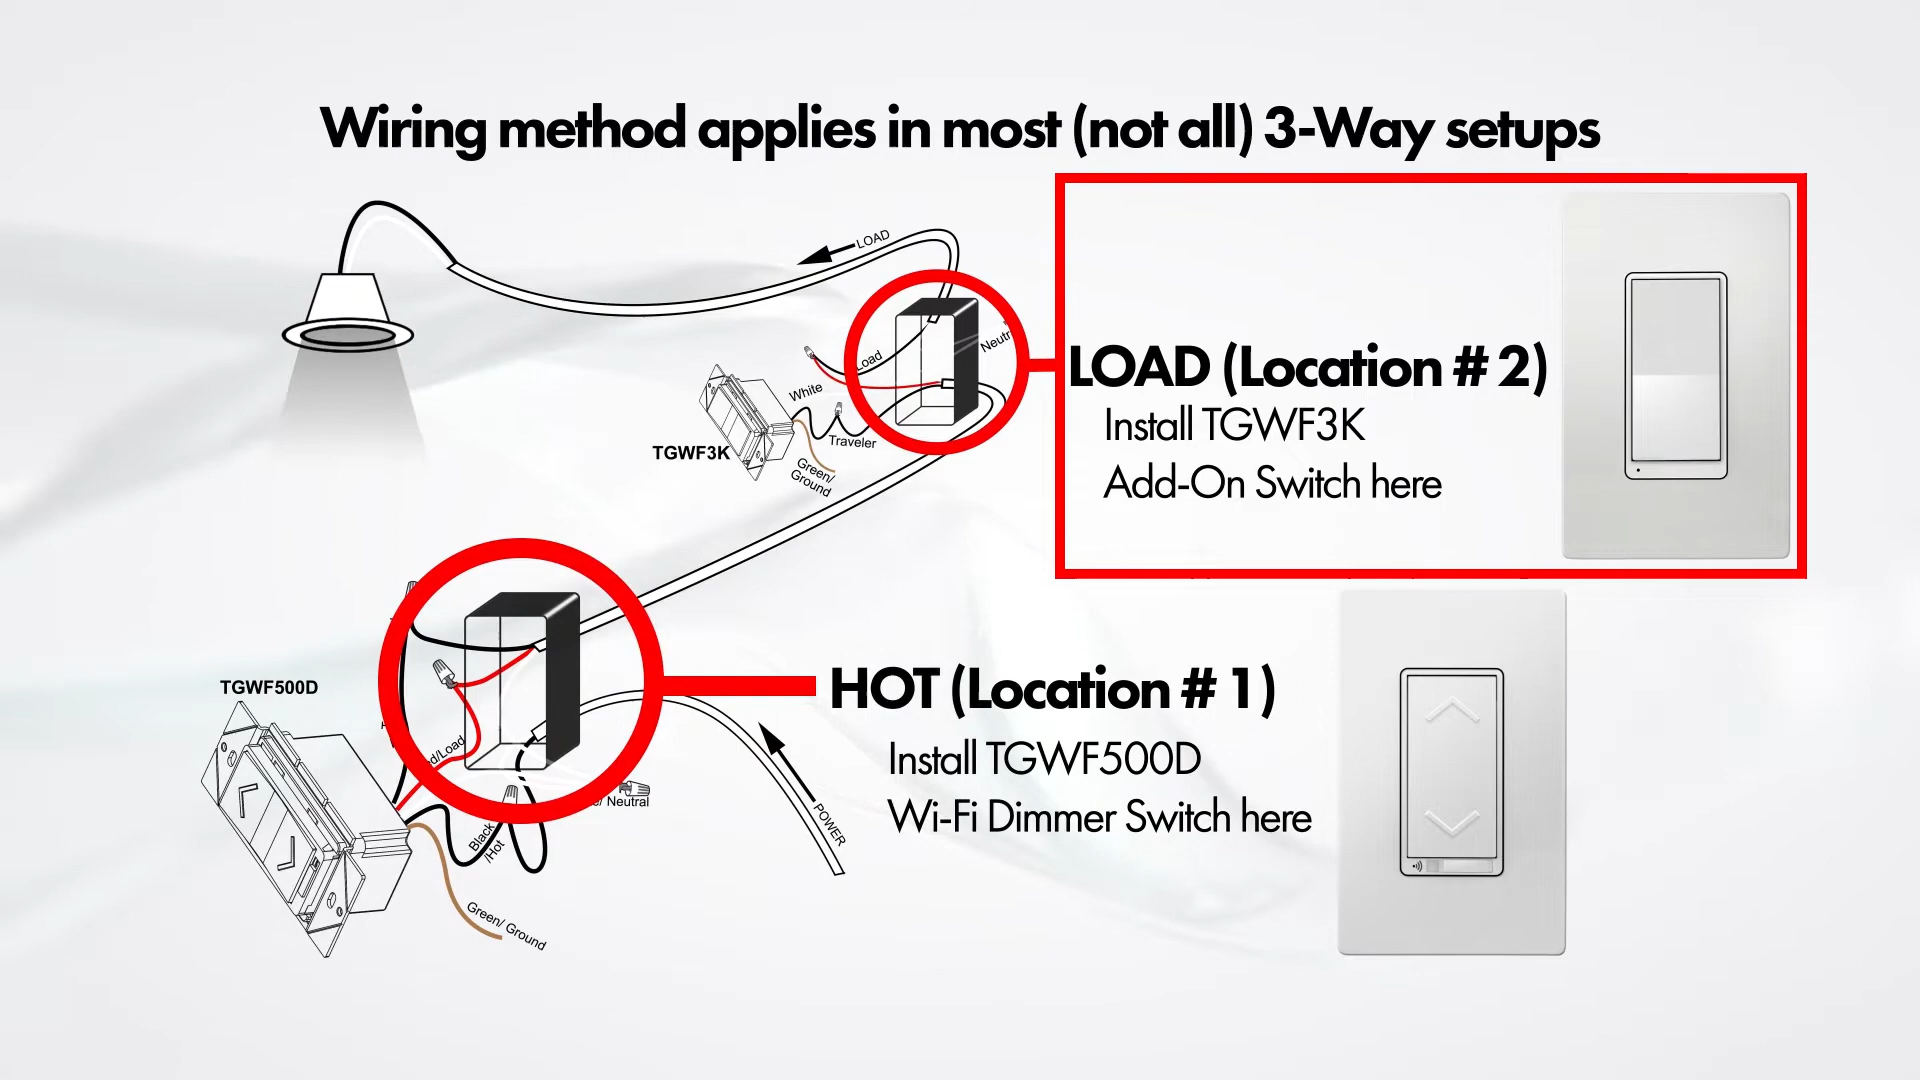 Wiring method applies in most (not all) 3-Way setups
LOAD
Load
White
Traveler
TGWF3K
Green/
Ground
LOAD (Location # 2)
Install TGWF3K
Add-On Switch here
TGWF500D
HOT (Location # 1)
Install TGWF500D
Wi-Fi Dimmer Switch here
/ Neutral
POWER
Black
/Hot
Green/ Ground